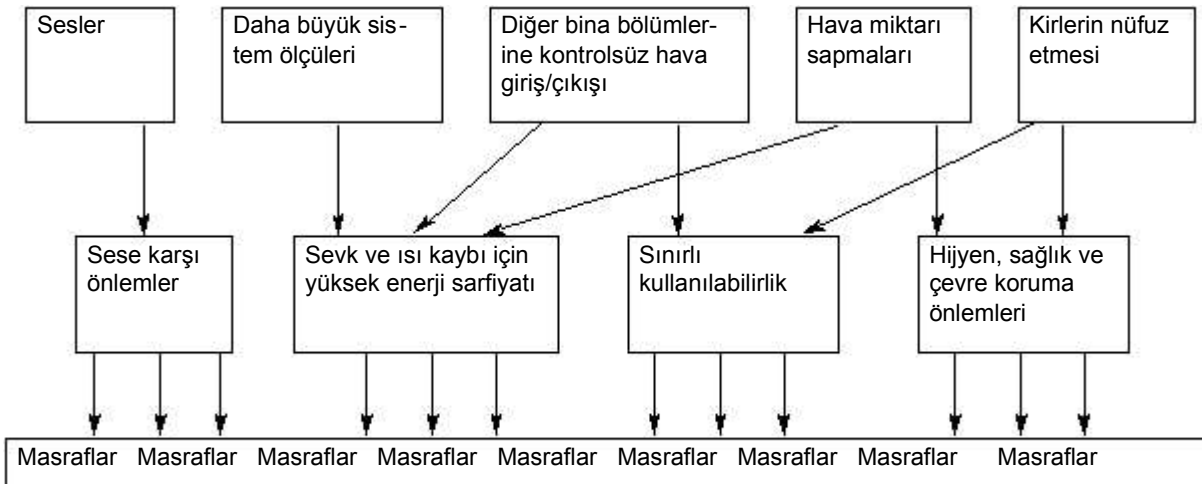 Sesler
Daha büyük sis-
tem ölçüleri
Diğer bina bölümler-
ine kontrolsüz hava
giriş/çıkışı
Hava miktarı
sapmaları
Kirlerin nüfuz
etmesi
Sese karşı
önlemler
Sevk ve ısı kaybı için
yüksek enerji sarfiyatı
Sınırlı
kullanılabilirlik
Hijyen, sağlık ve
çevre koruma
önlemleri
Masraflar Masraflar Masraflar Masraflar Masraflar Masraflar Masraflar Masraflar Masraflar